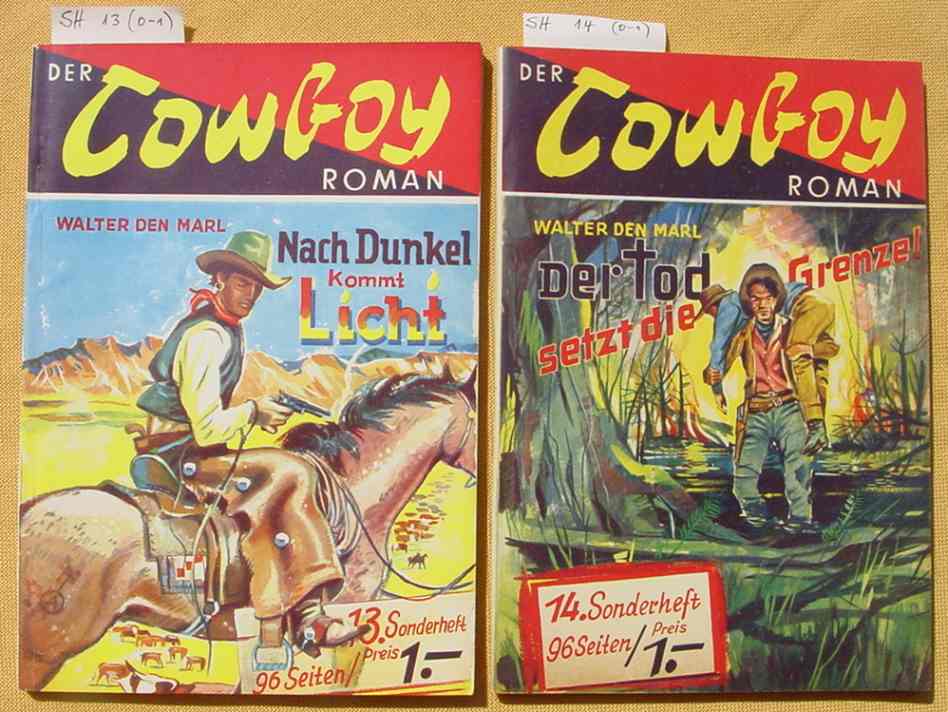 SH 13 (0-1)
DER
Cowboy
ROMAN
WALTER DEN MARL
Nach Dunkel
Kommt
Licht
13. Sonderheft
96 Seiten / Preis 1.–
SH 14 (0-1)
DER
Cowboy
ROMAN
WALTER DEN MARL
Der Tod
setzt die Grenze!
14. Sonderheft
96 Seiten / Preis 1.–